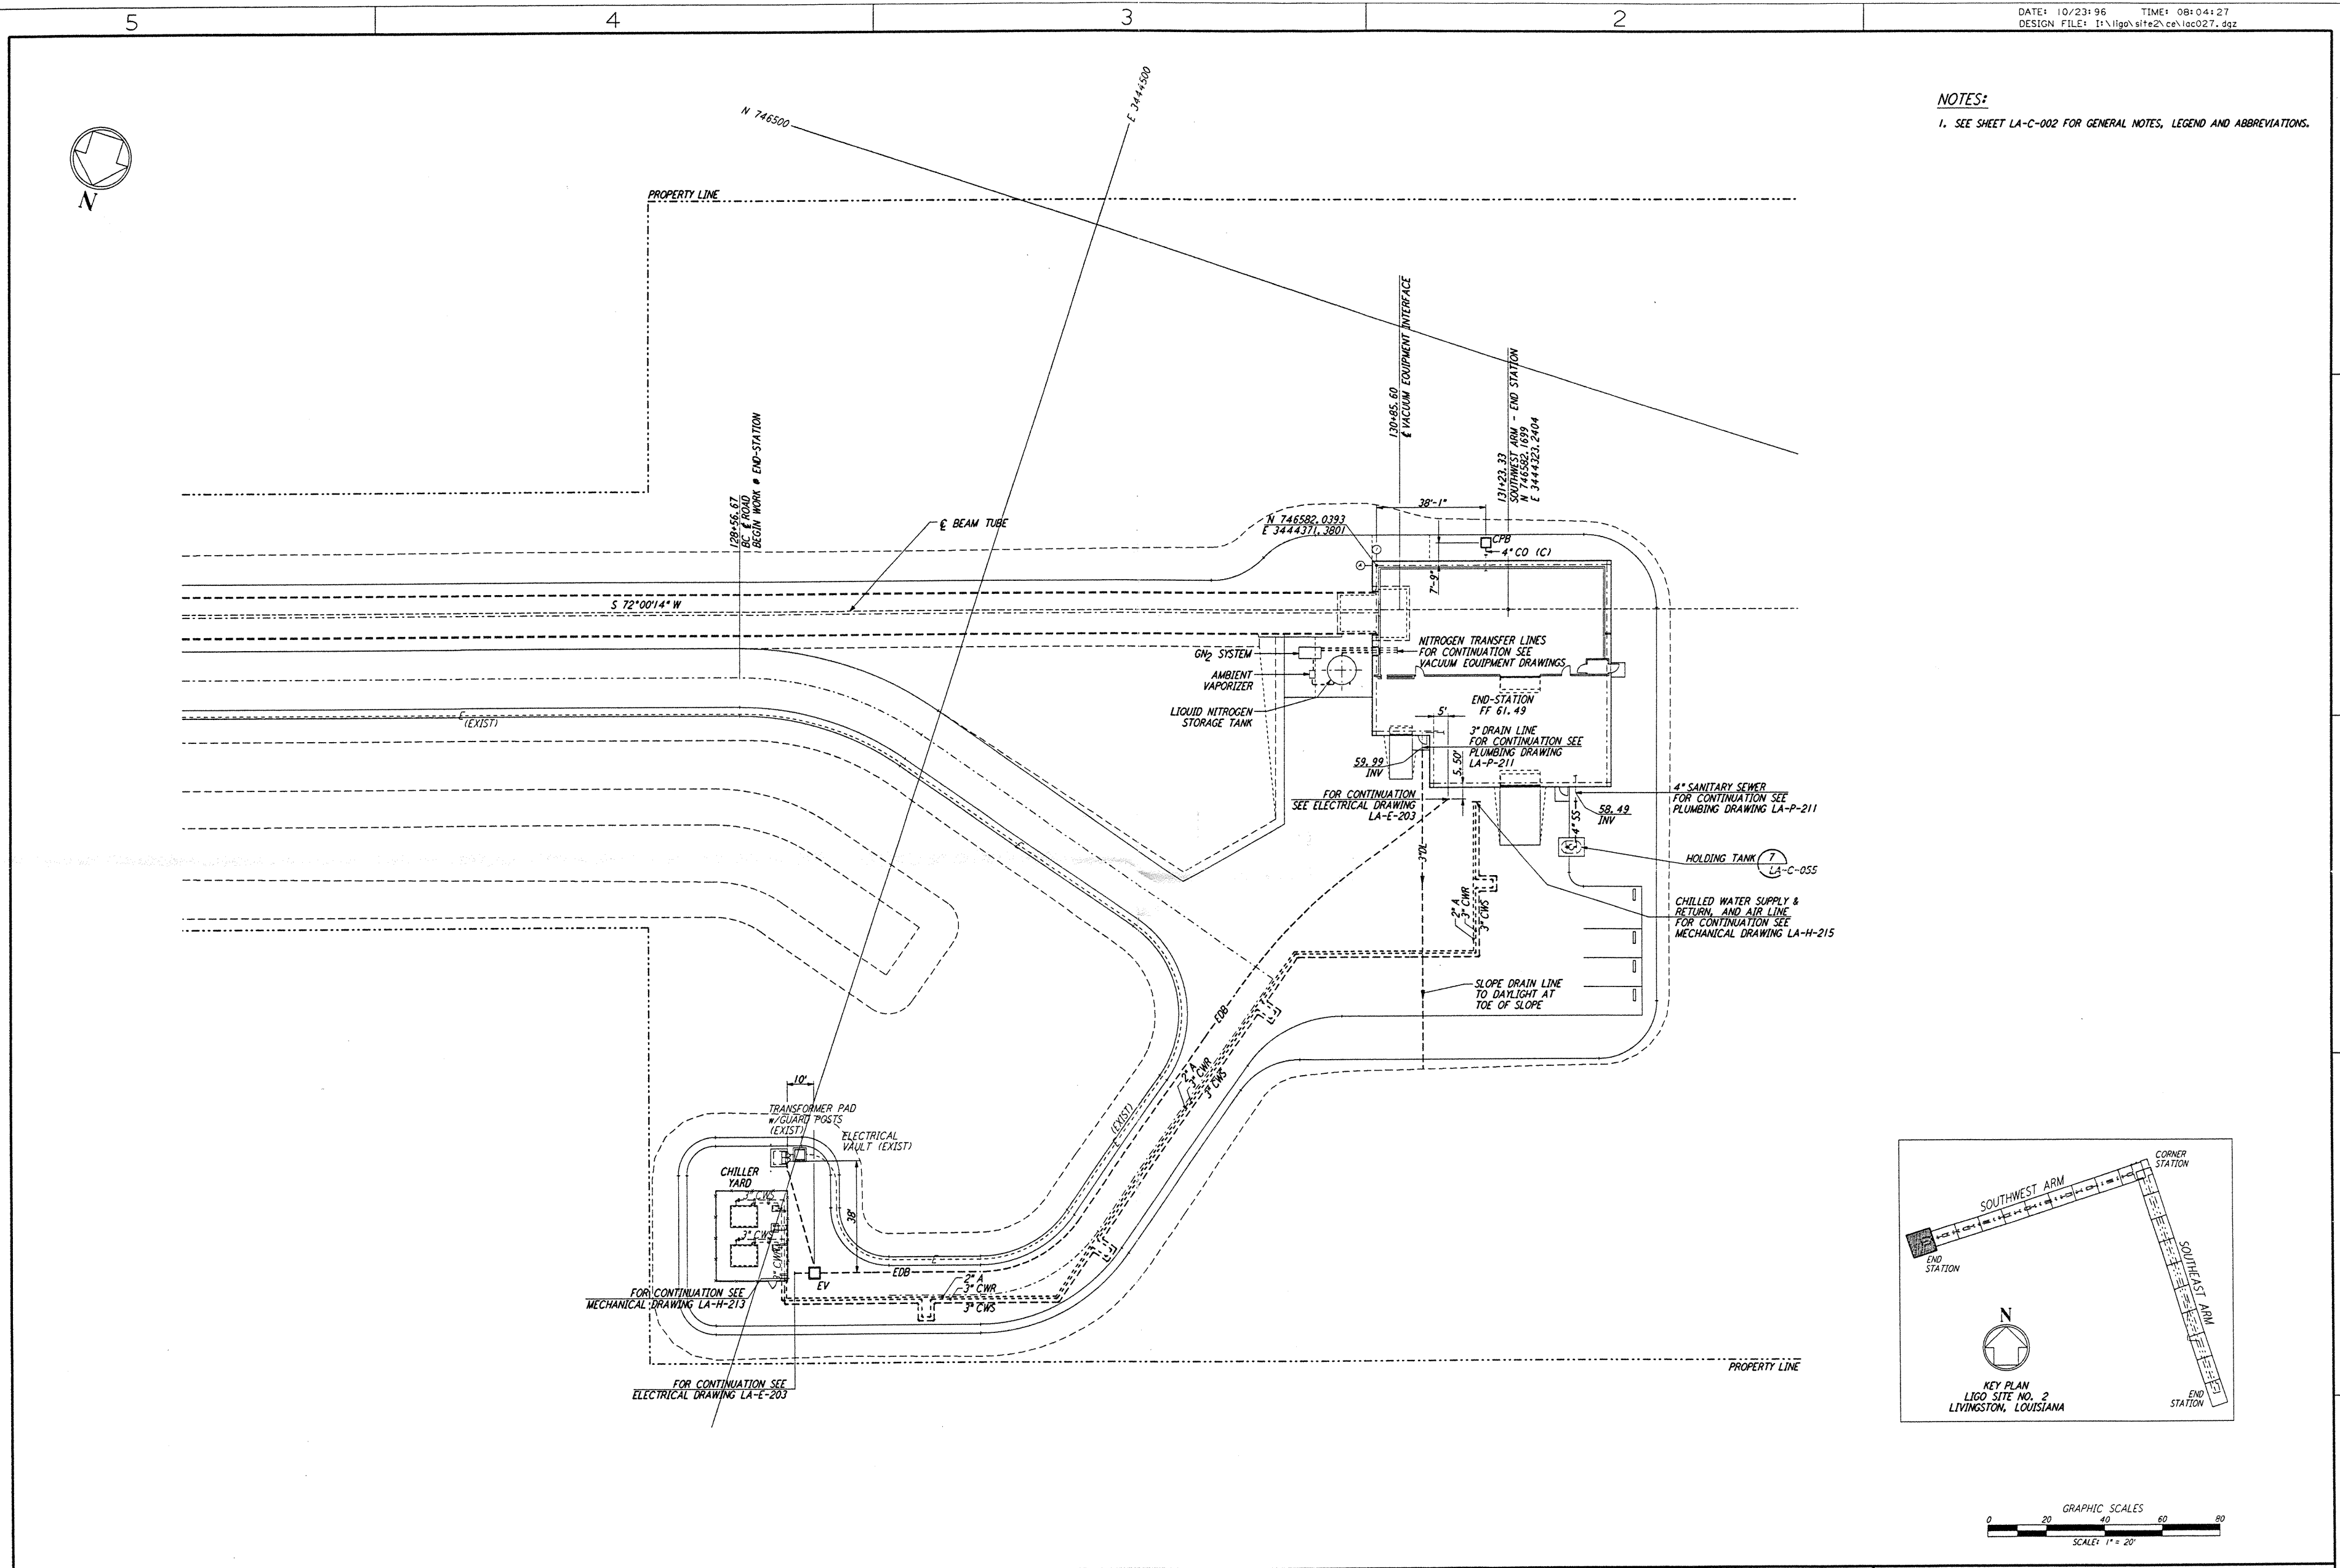 5
4
3
2
DATE: 10/23:96 TIME: 08:04:27
DESIGN FILE: I:\ligo\site2\ce\lac027.dgz
NOTES:
1. SEE SHEET LA-C-002 FOR GENERAL NOTES, LEGEND AND ABBREVIATIONS.
N
N 746500
E 3444500
PROPERTY LINE
128+56.67
BC ℄ ROAD
BEGIN WORK @ END-STATION
℄ BEAM TUBE
S 72°00'14" W
130+85.60
℄ VACUUM EQUIPMENT INTERFACE
131+23.33
SOUTHWEST ARM - END STATION
N 746582.1699
E 3444323.2404
38'-1"
N 746582.0393
E 3444371.3801
CPB
4" CO (C)
7'-9"
GN2 SYSTEM
AMBIENT
VAPORIZER
LIQUID NITROGEN
STORAGE TANK
NITROGEN TRANSFER LINES
FOR CONTINUATION SEE
VACUUM EQUIPMENT DRAWINGS
END-STATION
FF 61.49
5'
3" DRAIN LINE
FOR CONTINUATION SEE
PLUMBING DRAWING
LA-P-211
59.99
INV
5.50'
FOR CONTINUATION
SEE ELECTRICAL DRAWING
LA-E-203
4" SANITARY SEWER
FOR CONTINUATION SEE
PLUMBING DRAWING LA-P-211
58.49
INV
4" SS
HOLDING TANK
7
LA-C-055
CHILLED WATER SUPPLY &
RETURN, AND AIR LINE
FOR CONTINUATION SEE
MECHANICAL DRAWING LA-H-215
3"DL
2" A
3" CWR
3" CWS
SLOPE DRAIN LINE
TO DAYLIGHT AT
TOE OF SLOPE
E
(EXIST)
EDB
2" A
3" CWR
3" CWS
(EXIST)
E
10'
TRANSFORMER PAD
W/GUARD POSTS
(EXIST)
ELECTRICAL
VAULT (EXIST)
CHILLER
YARD
3" CWS
3" CWS
3" CWR
38'
EV
EDB
E
2" A
3" CWR
3" CWS
FOR CONTINUATION SEE
MECHANICAL DRAWING LA-H-213
FOR CONTINUATION SEE
ELECTRICAL DRAWING LA-E-203
PROPERTY LINE
CORNER
STATION
SOUTHWEST ARM
END
STATION
SOUTHEAST ARM
END
STATION
N
KEY PLAN
LIGO SITE NO. 2
LIVINGSTON, LOUISIANA
GRAPHIC SCALES
0 20 40 60 80
SCALE: 1" = 20'